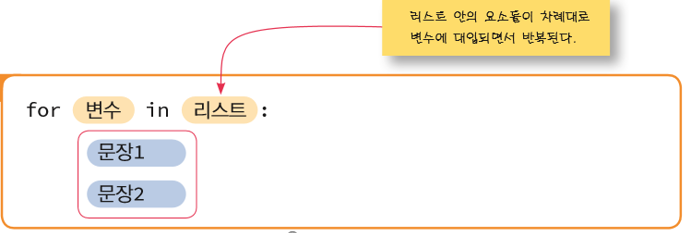 리스트 안의 요소들이 차례대로
변수에 대입되면서 반복된다.
for 변수 in 리스트 :
문장1
문장2